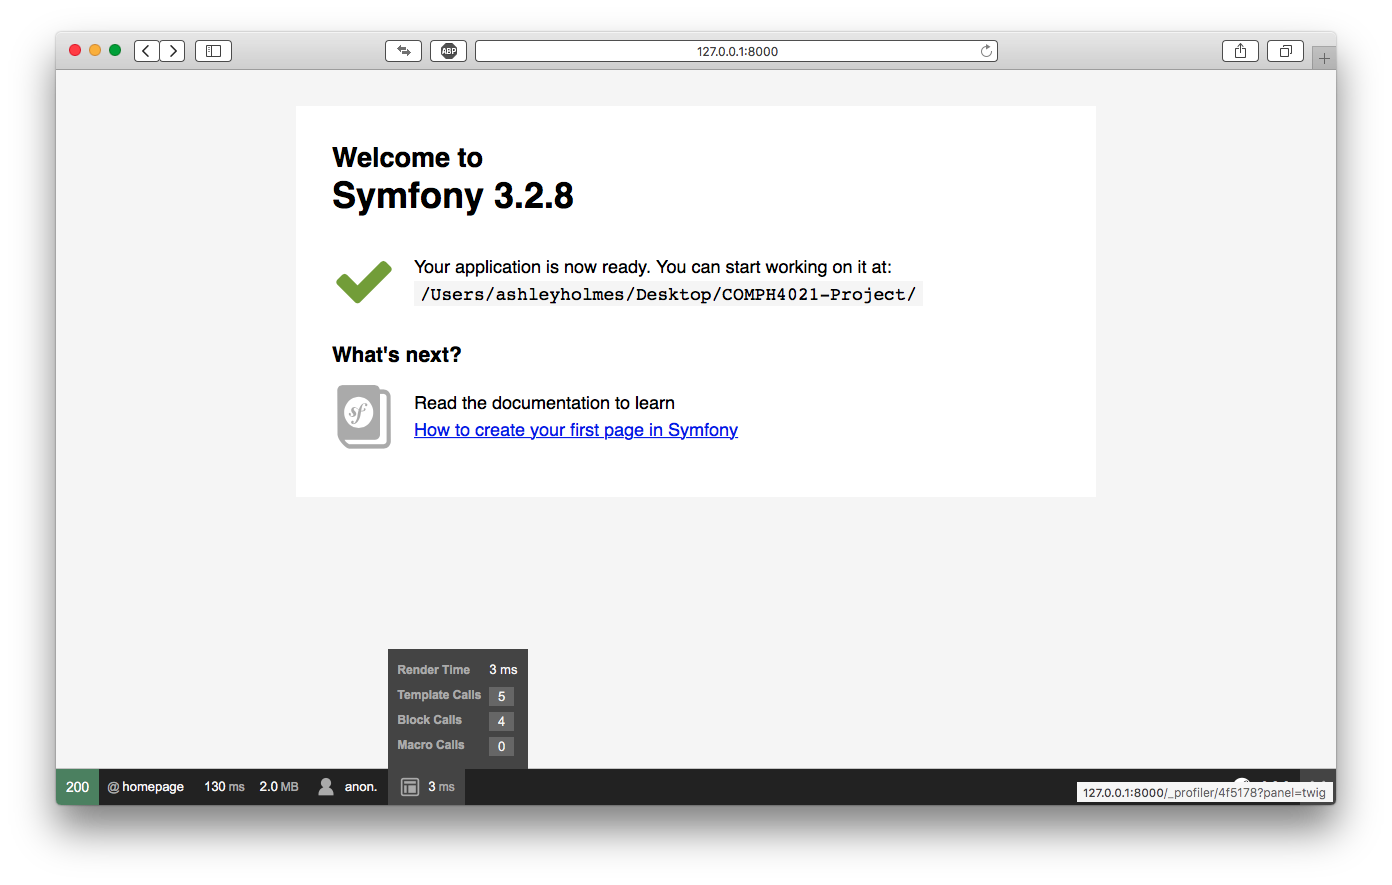 ABP
127.0.0.1:8000
Welcome to
Symfony 3.2.8
Your application is now ready. You can start working on it at:
/Users/ashleyholmes/Desktop/COMPH4021-Project/
What's next?
sf
Read the documentation to learn
How to create your first page in Symfony
Render Time 3 ms
Template Calls 5
Block Calls 4
Macro Calls 0
200 @ homepage 130 ms 2.0 MB anon. 3 ms
127.0.0.1:8000/_profiler/4f5178?panel=twig